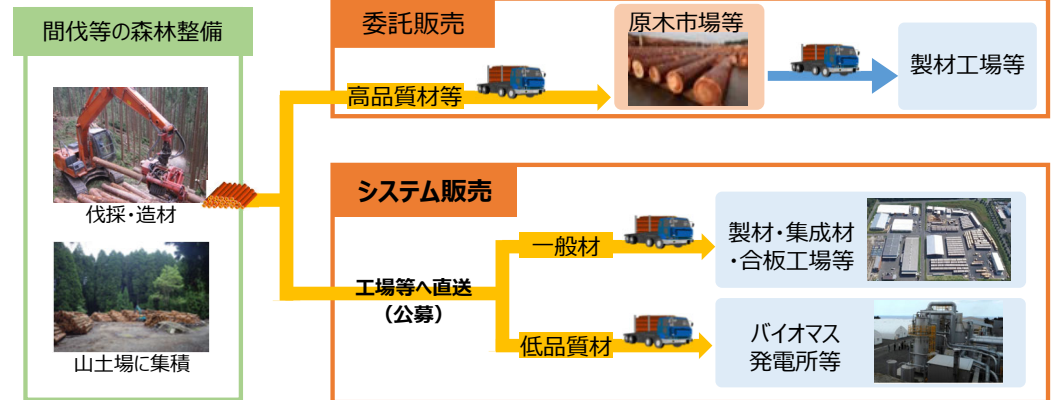 間伐等の森林整備
伐採・造材
山土場に集積
委託販売
高品質材等
原木市場等
製材工場等
システム販売
工場等へ直送
（公募）
一般材
製材・集成材
・合板工場等
低品質材
バイオマス
発電所等